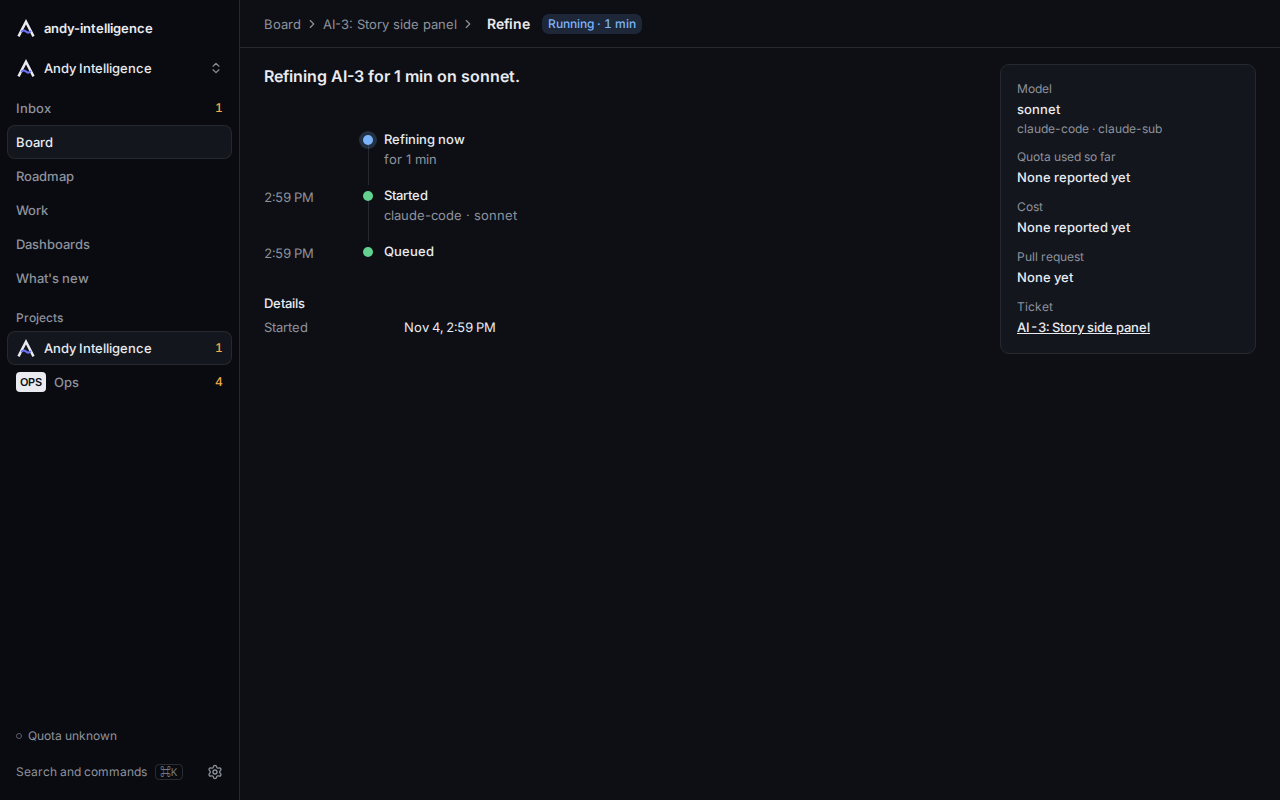 andy-intelligence
Andy Intelligence
Inbox 1
Board
Roadmap
Work
Dashboards
What's new
Projects
Andy Intelligence 1
OPS Ops 4
Quota unknown
Search and commands ⌘K
Board > AI-3: Story side panel > Refine Running · 1 min
Refining AI-3 for 1 min on sonnet.
Refining now
for 1 min
2:59 PM Started
claude-code · sonnet
2:59 PM Queued
Details
Started Nov 4, 2:59 PM
Model
sonnet
claude-code · claude-sub
Quota used so far
None reported yet
Cost
None reported yet
Pull request
None yet
Ticket
AI-3: Story side panel